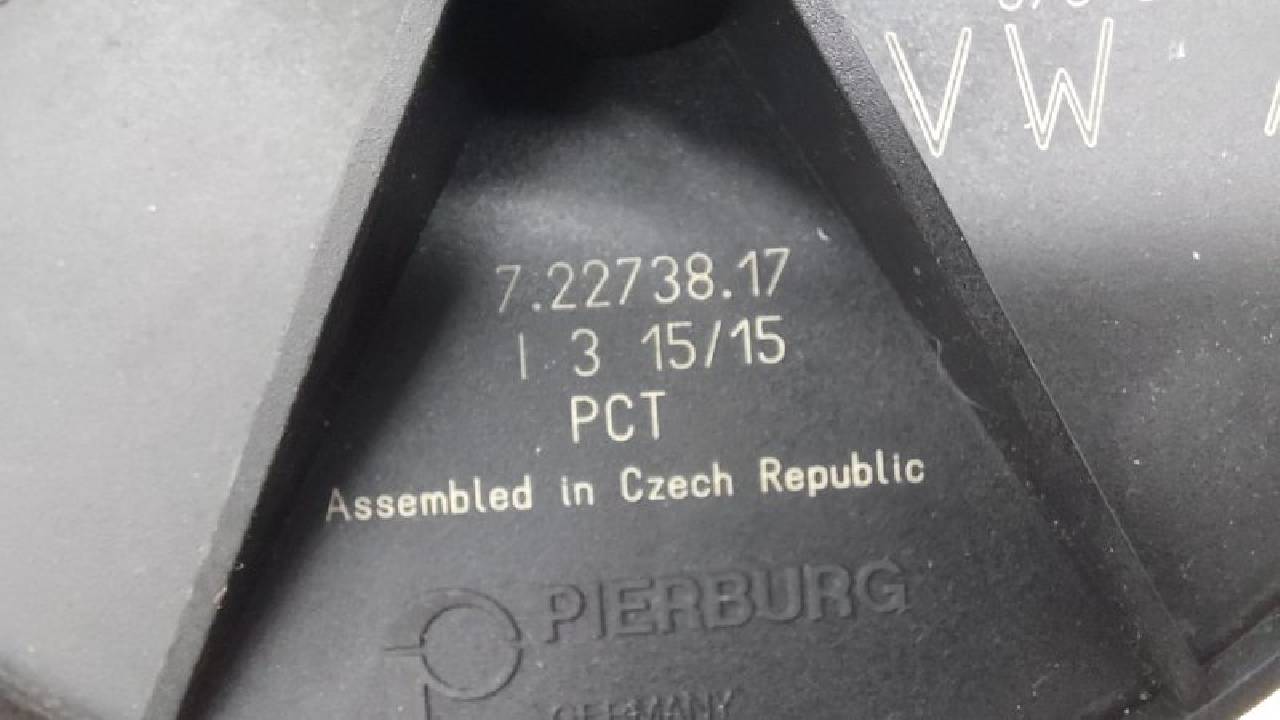 VW
7.22738.17
I 3 15/15
PCT
Assembled in Czech Republic
PIERBURG
GERMANY